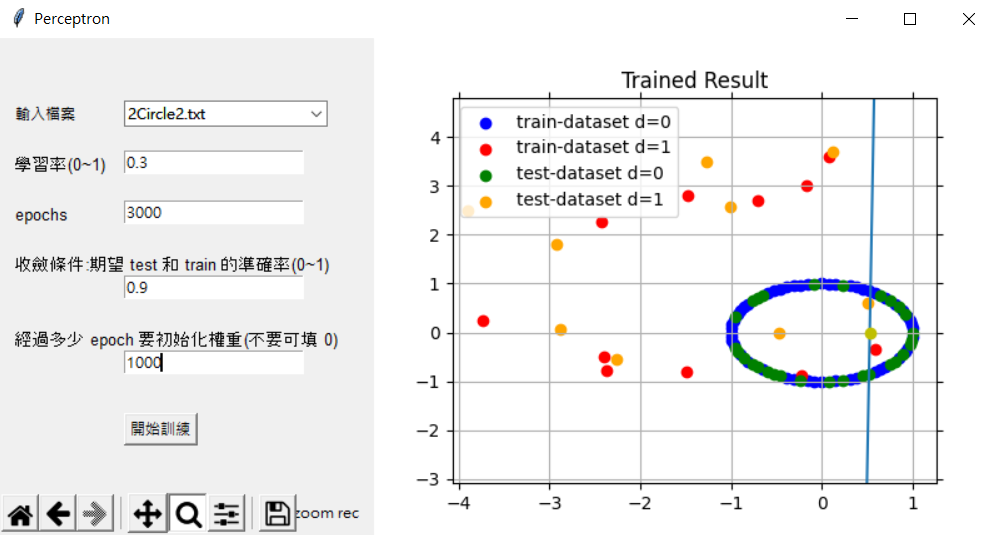 Perceptron
輸入檔案
2Circle2.txt
學習率(0~1)
0.3
epochs
3000
收斂條件:期望 test 和 train 的準確率(0~1)
0.9
經過多少 epoch 要初始化權重(不要可填 0)
1000
開始訓練
zoom rec
Trained Result
train-dataset d=0
train-dataset d=1
test-dataset d=0
test-dataset d=1
4
3
2
1
0
−1
−2
−3
−4 −3 −2 −1 0 1